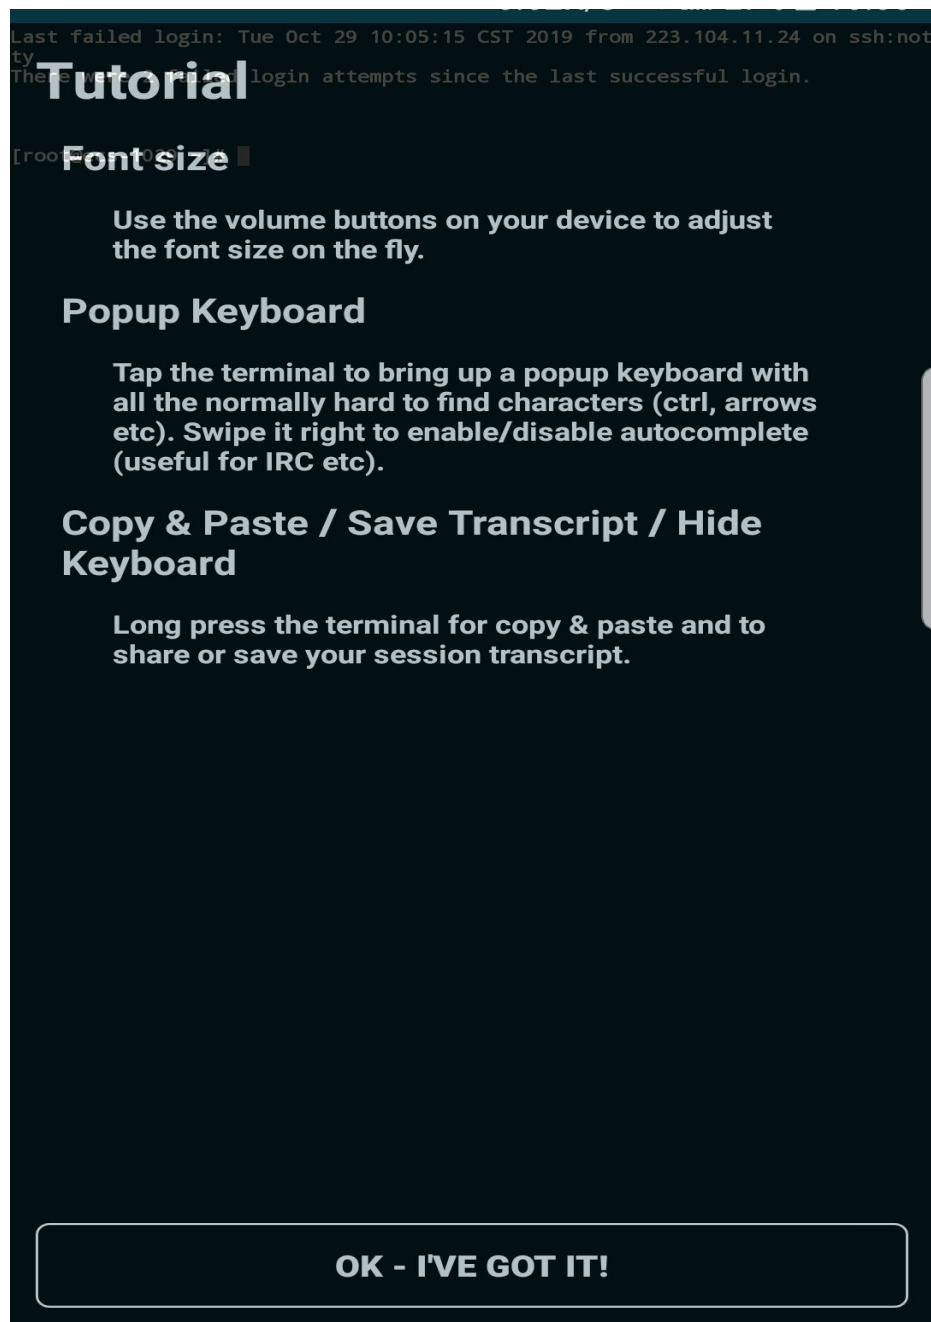 Last failed login: Tue Oct 29 10:05:15 CST 2019 from 223.104.11.24 on ssh:not
ty
There were 2 failed login attempts since the last successful login.
Tutorial
[root
Font size
Use the volume buttons on your device to adjust
the font size on the fly.
Popup Keyboard
Tap the terminal to bring up a popup keyboard with
all the normally hard to find characters (ctrl, arrows
etc). Swipe it right to enable/disable autocomplete
(useful for IRC etc).
Copy & Paste / Save Transcript / Hide
Keyboard
Long press the terminal for copy & paste and to
share or save your session transcript.
OK - I'VE GOT IT!